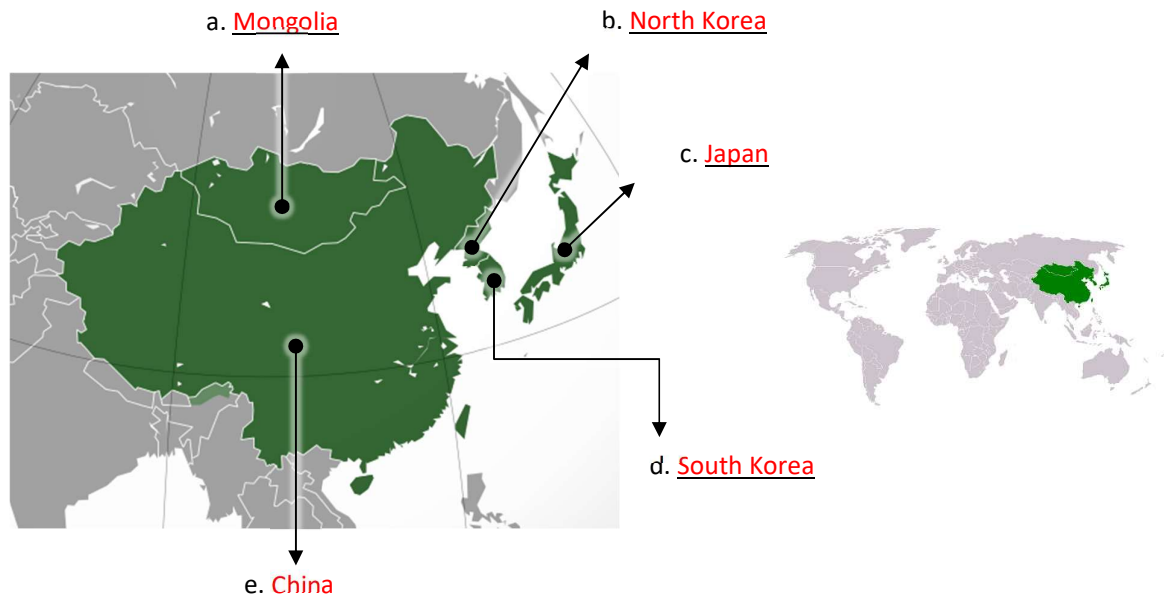 a. Mongolia
b. North Korea
c. Japan
d. South Korea
e. China